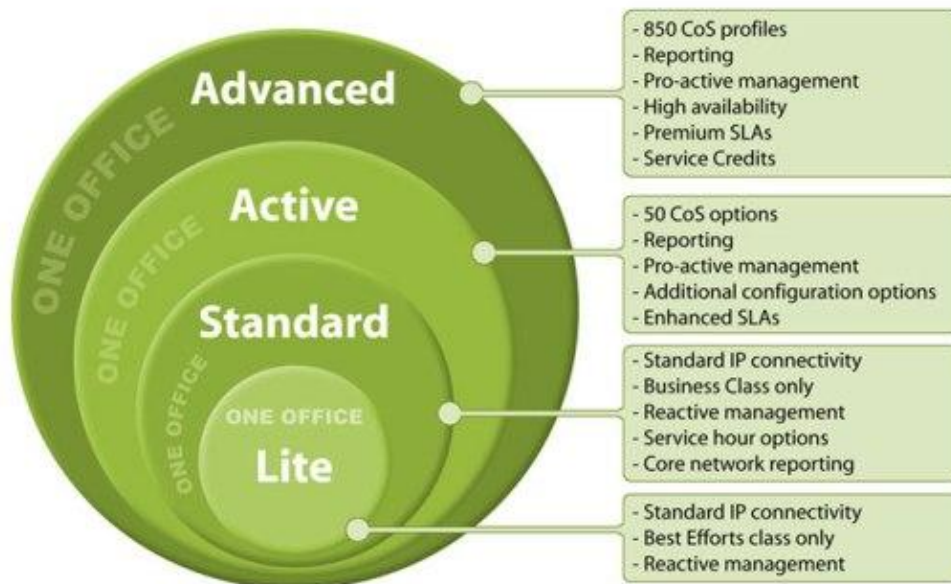 Advanced
ONE OFFICE
Active
ONE OFFICE
Standard
ONE OFFICE
ONE OFFICE
Lite
- 850 CoS profiles
- Reporting
- Pro-active management
- High availability
- Premium SLAs
- Service Credits
- 50 CoS options
- Reporting
- Pro-active management
- Additional configuration options
- Enhanced SLAs
- Standard IP connectivity
- Business Class only
- Reactive management
- Service hour options
- Core network reporting
- Standard IP connectivity
- Best Efforts class only
- Reactive management